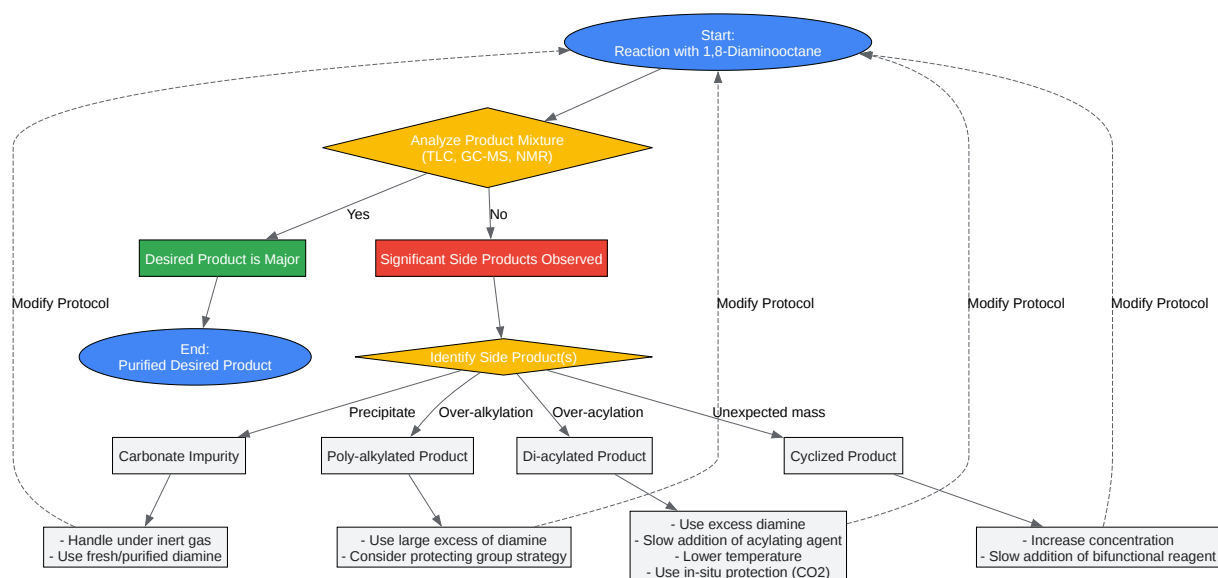 Start:
Reaction with 1,8-Diaminooctane
Analyze Product Mixture
(TLC, GC-MS, NMR)
Yes
No
Desired Product is Major
Significant Side Products Observed
Modify Protocol
Modify Protocol
Modify Protocol
Modify Protocol
End:
Purified Desired Product
Identify Side Product(s)
Precipitate
Over-alkylation
Over-acylation
Unexpected mass
Carbonate Impurity
Poly-alkylated Product
Di-acylated Product
Cyclized Product
- Handle under inert gas
- Use fresh/purified diamine
- Use large excess of diamine
- Consider protecting group strategy
- Use excess diamine
- Slow addition of acylating agent
- Lower temperature
- Use in-situ protection (CO2)
- Increase concentration
- Slow addition of bifunctional reagent